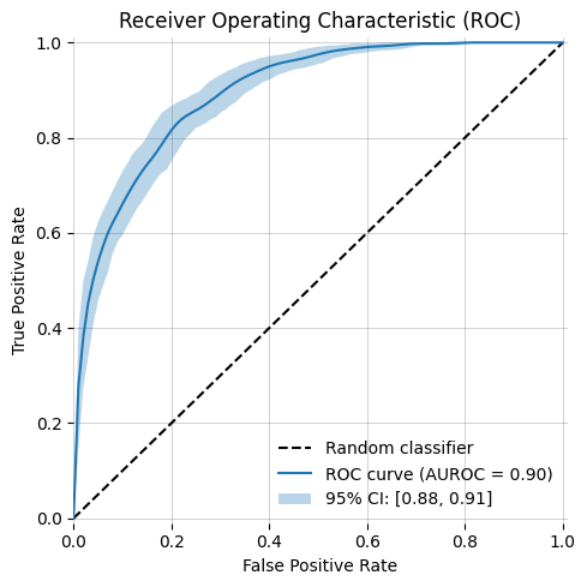 Receiver Operating Characteristic (ROC)
1.0
0.8
0.6
0.4
0.2
0.0
True Positive Rate
Random classifier
ROC curve (AUROC = 0.90)
95% CI: [0.88, 0.91]
0.0 0.2 0.4 0.6 0.8 1.0
False Positive Rate